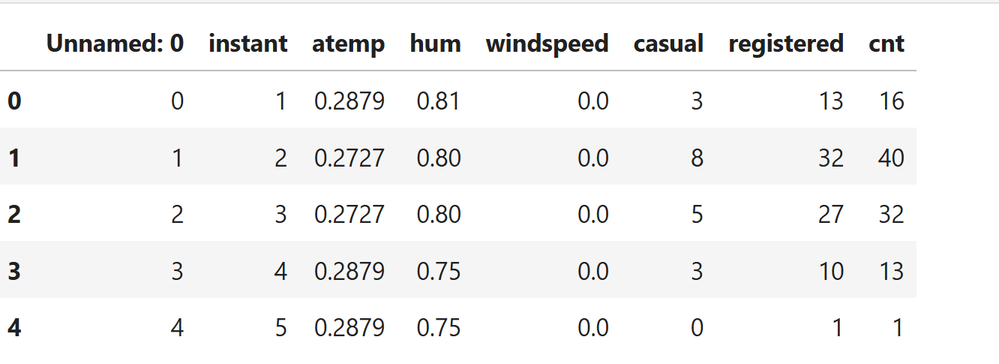 Unnamed: 0 instant atemp hum windspeed casual registered cnt
0 0 1 0.2879 0.81 0.0 3 13 16
1 1 2 0.2727 0.80 0.0 8 32 40
2 2 3 0.2727 0.80 0.0 5 27 32
3 3 4 0.2879 0.75 0.0 3 10 13
4 4 5 0.2879 0.75 0.0 0 1 1